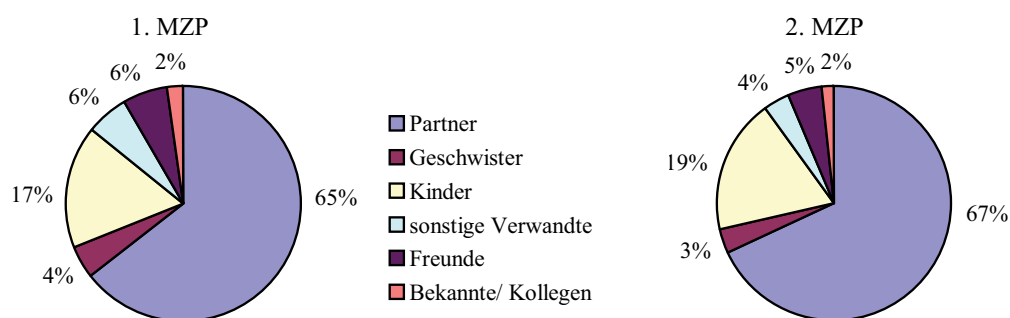 1. MZP
2%
6%
6%
17%
4%
65%
Partner
Geschwister
Kinder
sonstige Verwandte
Freunde
Bekannte/ Kollegen
2. MZP
2%
5%
4%
19%
3%
67%